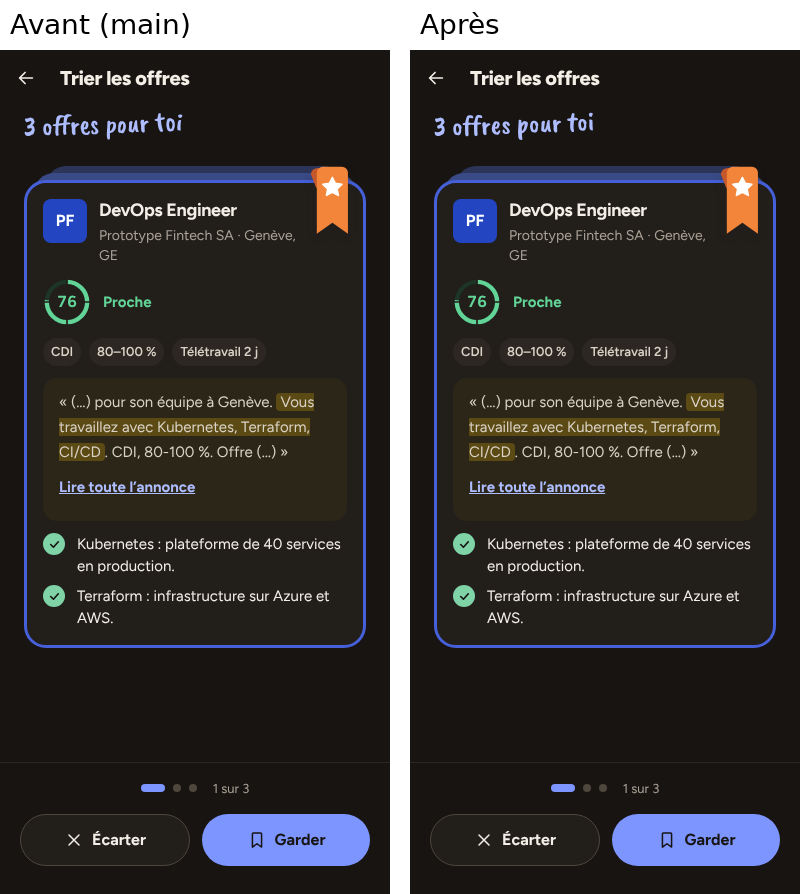 Avant (main)
Trier les offres
3 offres pour toi
PF
DevOps Engineer
Prototype Fintech SA · Genève,
GE
76
Proche
CDI
80–100 %
Télétravail 2 j
« (...) pour son équipe à Genève. Vous
travaillez avec Kubernetes, Terraform,
CI/CD . CDI, 80-100 %. Offre (...) »
Lire toute l’annonce
Kubernetes : plateforme de 40 services
en production.
Terraform : infrastructure sur Azure et
AWS.
1 sur 3
Écarter
Garder
Après
Trier les offres
3 offres pour toi
PF
DevOps Engineer
Prototype Fintech SA · Genève,
GE
76
Proche
CDI
80–100 %
Télétravail 2 j
« (...) pour son équipe à Genève. Vous
travaillez avec Kubernetes, Terraform,
CI/CD . CDI, 80-100 %. Offre (...) »
Lire toute l’annonce
Kubernetes : plateforme de 40 services
en production.
Terraform : infrastructure sur Azure et
AWS.
1 sur 3
Écarter
Garder